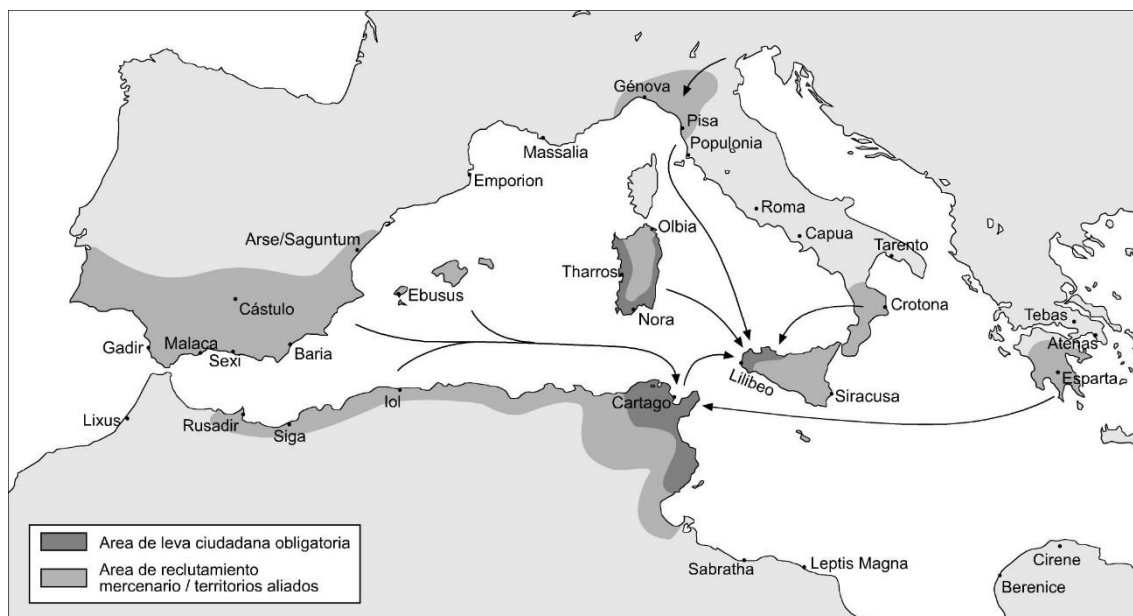 Génova
Pisa
Populonia
Massalia
Emporion
Roma
Olbia
Capua
Arse/Saguntum
Tarento
Tharros
Ebusus
Cástulo
Crotona
Nora
Tebas
Gadir
Malaca
Sexi
Baria
Atenas
Lilibeo
Esparta
Iol
Cartago
Siracusa
Lixus
Rusadir
Siga
Area de leva ciudadana obligatoria
Area de reclutamiento
mercenario / territorios aliados
Sabratha
Leptis Magna
Cirene
Berenice